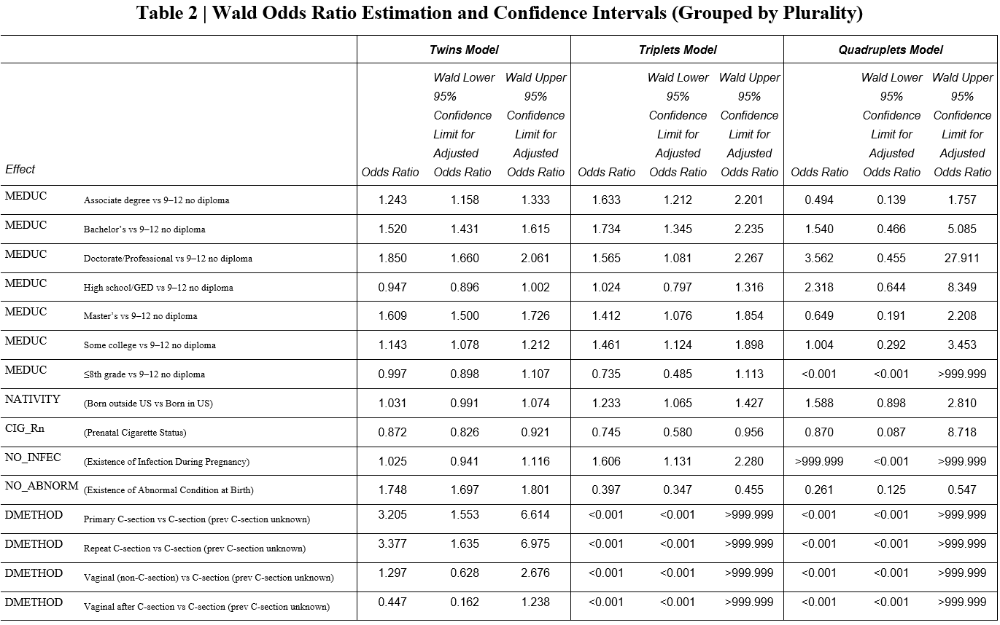 Table 2 | Wald Odds Ratio Estimation and Confidence Intervals (Grouped by Plurality)
Twins Model Triplets Model Quadruplets Model
Wald Lower Wald Upper Wald Lower Wald Upper Wald Lower Wald Upper
95% 95% 95% 95% 95% 95%
Confidence Confidence Confidence Confidence Confidence Confidence
Limit for Limit for Limit for Limit for Limit for Limit for
Adjusted Adjusted Adjusted Adjusted Adjusted Adjusted
Effect Odds Ratio Odds Ratio Odds Ratio Odds Ratio Odds Ratio Odds Ratio Odds Ratio Odds Ratio Odds Ratio
MEDUC Associate degree vs 9–12 no diploma 1.243 1.158 1.333 1.633 1.212 2.201 0.494 0.139 1.757
MEDUC Bachelor’s vs 9–12 no diploma 1.520 1.431 1.615 1.734 1.345 2.235 1.540 0.466 5.085
MEDUC Doctorate/Professional vs 9–12 no diploma 1.850 1.660 2.061 1.565 1.081 2.267 3.562 0.455 27.911
MEDUC High school/GED vs 9–12 no diploma 0.947 0.896 1.002 1.024 0.797 1.316 2.318 0.644 8.349
MEDUC Master’s vs 9–12 no diploma 1.609 1.500 1.726 1.412 1.076 1.854 0.649 0.191 2.208
MEDUC Some college vs 9–12 no diploma 1.143 1.078 1.212 1.461 1.124 1.898 1.004 0.292 3.453
MEDUC ≤8th grade vs 9–12 no diploma 0.997 0.898 1.107 0.735 0.485 1.113 <0.001 <0.001 >999.999
NATIVITY (Born outside US vs Born in US) 1.031 0.991 1.074 1.233 1.065 1.427 1.588 0.898 2.810
CIG_Rn (Prenatal Cigarette Status) 0.872 0.826 0.921 0.745 0.580 0.956 0.870 0.087 8.718
NO_INFEC (Existence of Infection During Pregnancy) 1.025 0.941 1.116 1.606 1.131 2.280 >999.999 <0.001 >999.999
NO_ABNORM (Existence of Abnormal Condition at Birth) 1.748 1.697 1.801 0.397 0.347 0.455 0.261 0.125 0.547
DMETHOD Primary C-section vs C-section (prev C-section unknown) 3.205 1.553 6.614 <0.001 <0.001 >999.999 <0.001 <0.001 >999.999
DMETHOD Repeat C-section vs C-section (prev C-section unknown) 3.377 1.635 6.975 <0.001 <0.001 >999.999 <0.001 <0.001 >999.999
DMETHOD Vaginal (non-C-section) vs C-section (prev C-section unknown) 1.297 0.628 2.676 <0.001 <0.001 >999.999 <0.001 <0.001 >999.999
DMETHOD Vaginal after C-section vs C-section (prev C-section unknown) 0.447 0.162 1.238 <0.001 <0.001 >999.999 <0.001 <0.001 >999.999